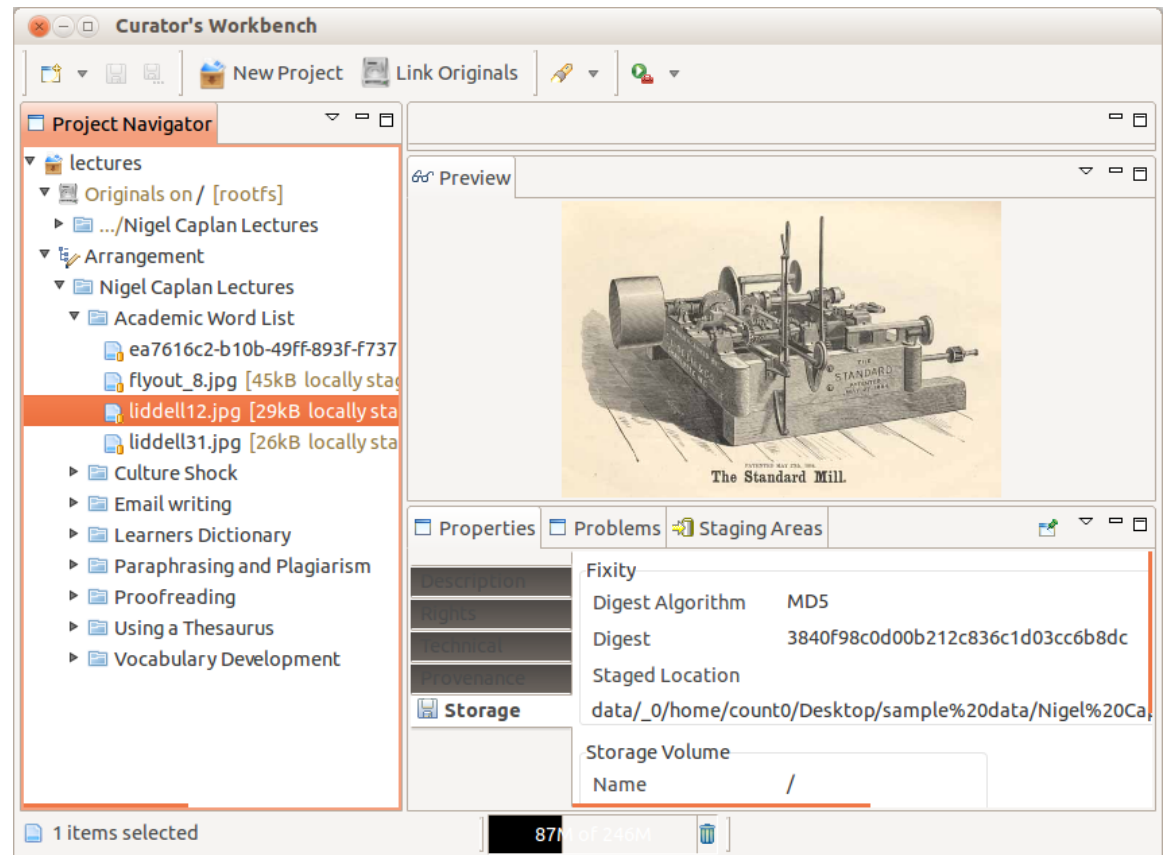 Curator's Workbench
New Project Link Originals
Project Navigator
lectures
Originals on / [rootfs]
.../Nigel Caplan Lectures
Arrangement
Nigel Caplan Lectures
Academic Word List
ea7616c2-b10b-49ff-893f-f737
flyout_8.jpg [45kB locally stag
liddell12.jpg [29kB locally sta
liddell31.jpg [26kB locally sta
Culture Shock
Email writing
Learners Dictionary
Paraphrasing and Plagiarism
Proofreading
Using a Thesaurus
Vocabulary Development
Preview
THE
STANDARD
The Standard Mill.
Properties Problems Staging Areas
Description
Rights
Technical
Provenance
Storage
Fixity
Digest Algorithm MD5
Digest 3840f98c0d00b212c836c1d03cc6b8dc
Staged Location
data/_0/home/count0/Desktop/sample%20data/Nigel%20Ca
Storage Volume
Name /
1 items selected
87M of 246M